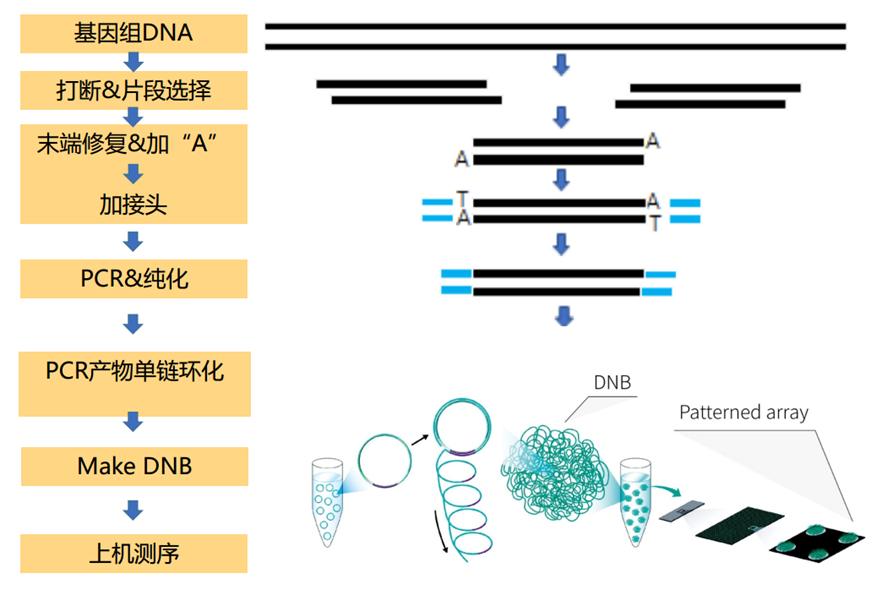 基因组DNA
打断&片段选择
末端修复&加“A”
加接头
PCR&纯化
PCR产物单链环化
Make DNB
上机测序
A
A
T
A
A
T
DNB
Patterned array